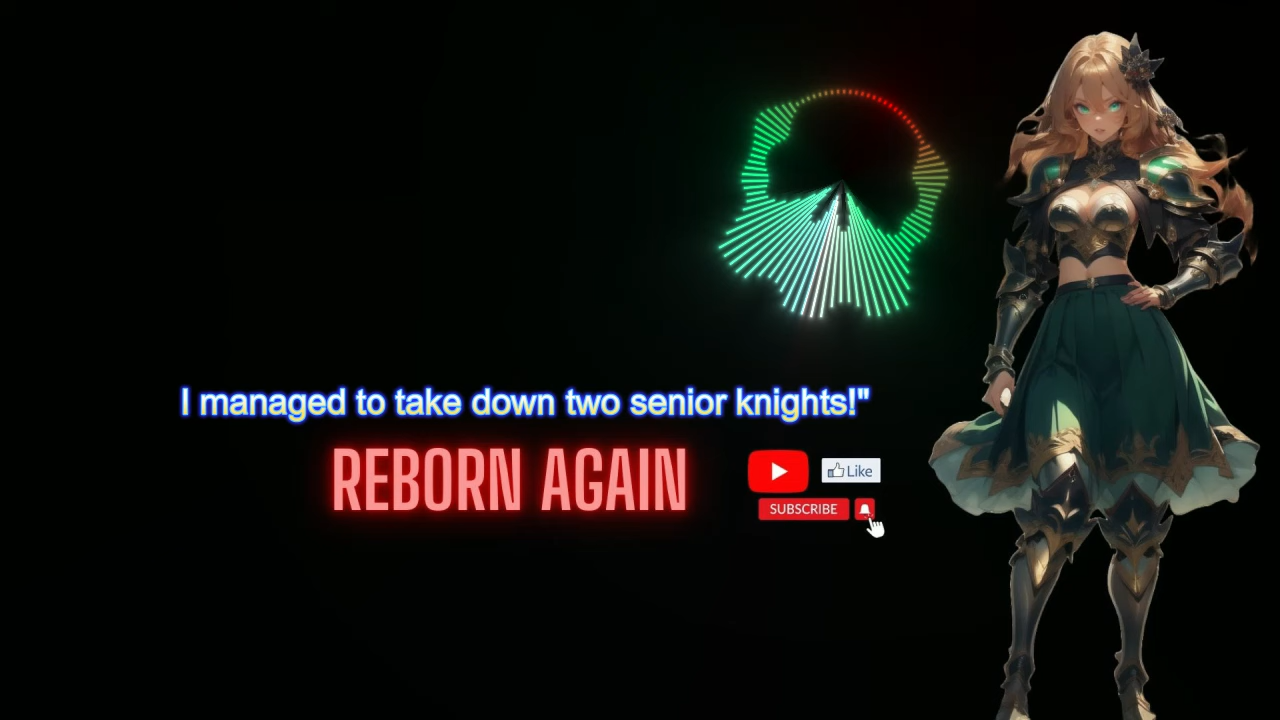 I managed to take down two senior knights!"
REBORN AGAIN
Like
SUBSCRIBE